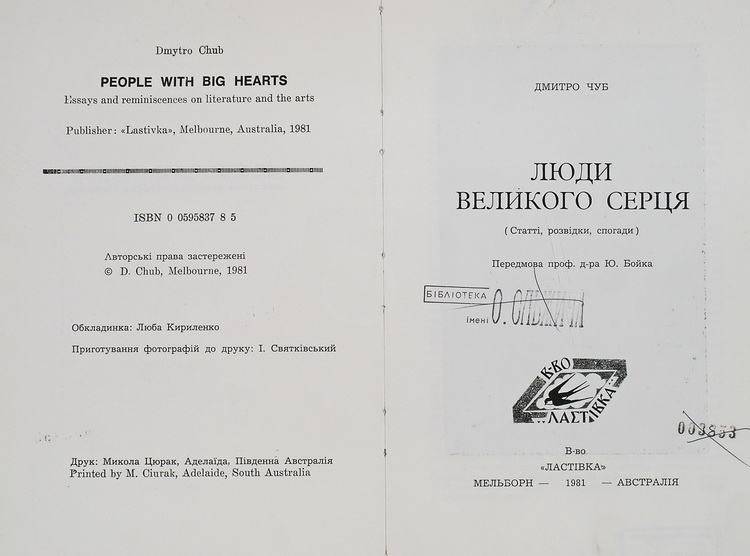 Dmytro Chub
PEOPLE WITH BIG HEARTS
Essays and reminiscences on literature and the arts
Publisher: «Lastivka», Melbourne, Australia, 1981
ISBN 0 0595837 8 5
Авторські права застережені
© D. Chub, Melbourne, 1981
Обкладинка: Люба Кириленко
Приготування фотографій до друку: І. Святківський
Друк: Микола Цюрак, Аделаїда, Південна Австралія
Printed by M. Ciurak, Adelaide, South Australia
ДМИТРО ЧУБ
ЛЮДИ
ВЕЛИКОГО СЕРЦЯ
(Статті, розвідки, спогади)
Передмова проф. д-ра Ю. Бойка
БІБЛІОТЕКА
імені О. ОЛЬЖИЧА
В-ВО
„ЛАСТІВКА"
003853
В-во
«ЛАСТІВКА»
МЕЛЬБОРН — 1981 — АВСТРАЛІЯ